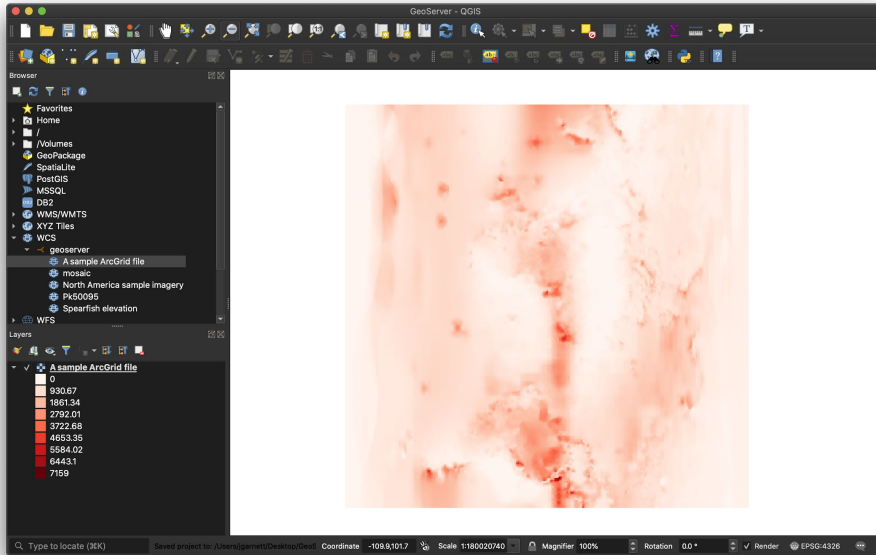 GeoServer - QGIS
Browser
Favorites
Home
/
/Volumes
GeoPackage
SpatiaLite
PostGIS
MSSQL
DB2
WMS/WMTS
XYZ Tiles
WCS
geoserver
A sample ArcGrid file
mosaic
North America sample imagery
Pk50095
Spearfish elevation
WFS
Layers
A sample ArcGrid file
0
930.67
1861.34
2792.01
3722.68
4653.35
5584.02
6443.1
7159
Type to locate (⌘K) Saved project to: /Users/jgarnett/Desktop/GeoS Coordinate -109.9,101.7 Scale 1:180020740 Magnifier 100% Rotation 0.0 ° Render EPSG:4326